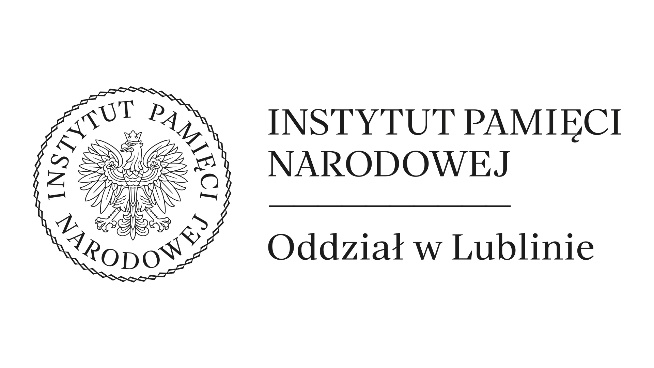 INSTYTUT PAMIĘCI
NARODOWEJ
INSTYTUT PAMIĘCI
NARODOWEJ
Oddział w Lublinie